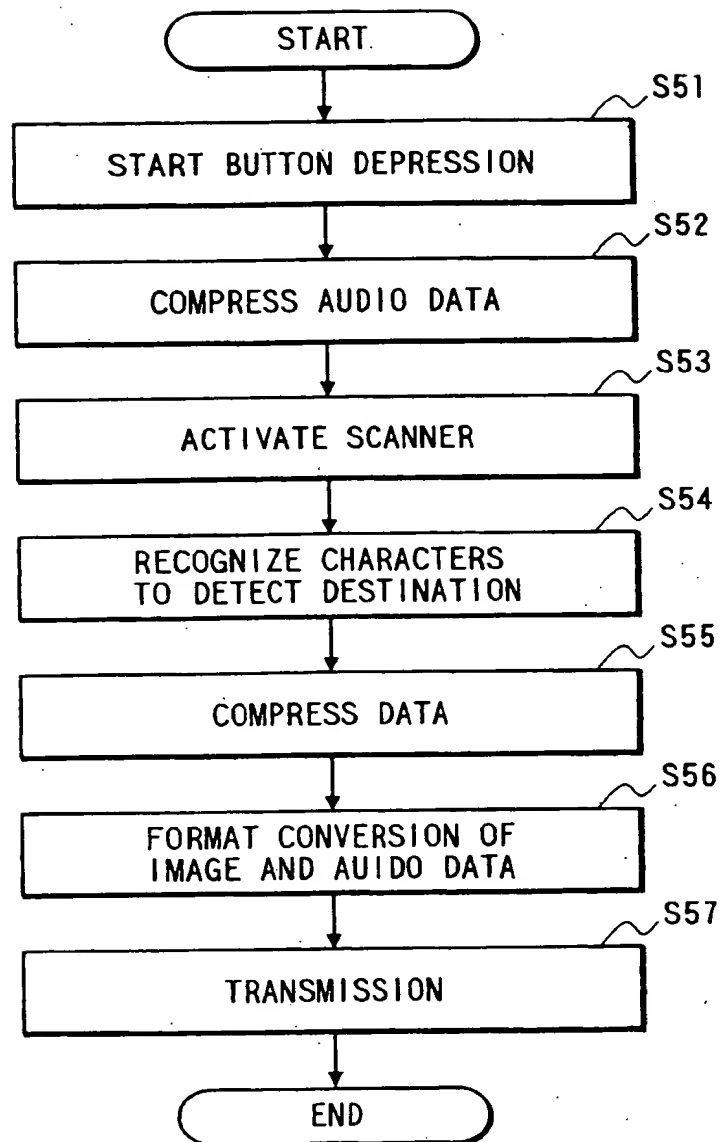 START
S51
START BUTTON DEPRESSION
S52
COMPRESS AUDIO DATA
S53
ACTIVATE SCANNER
S54
RECOGNIZE CHARACTERS
TO DETECT DESTINATION
S55
COMPRESS DATA
S56
FORMAT CONVERSION OF
IMAGE AND AUIDO DATA
S57
TRANSMISSION
END